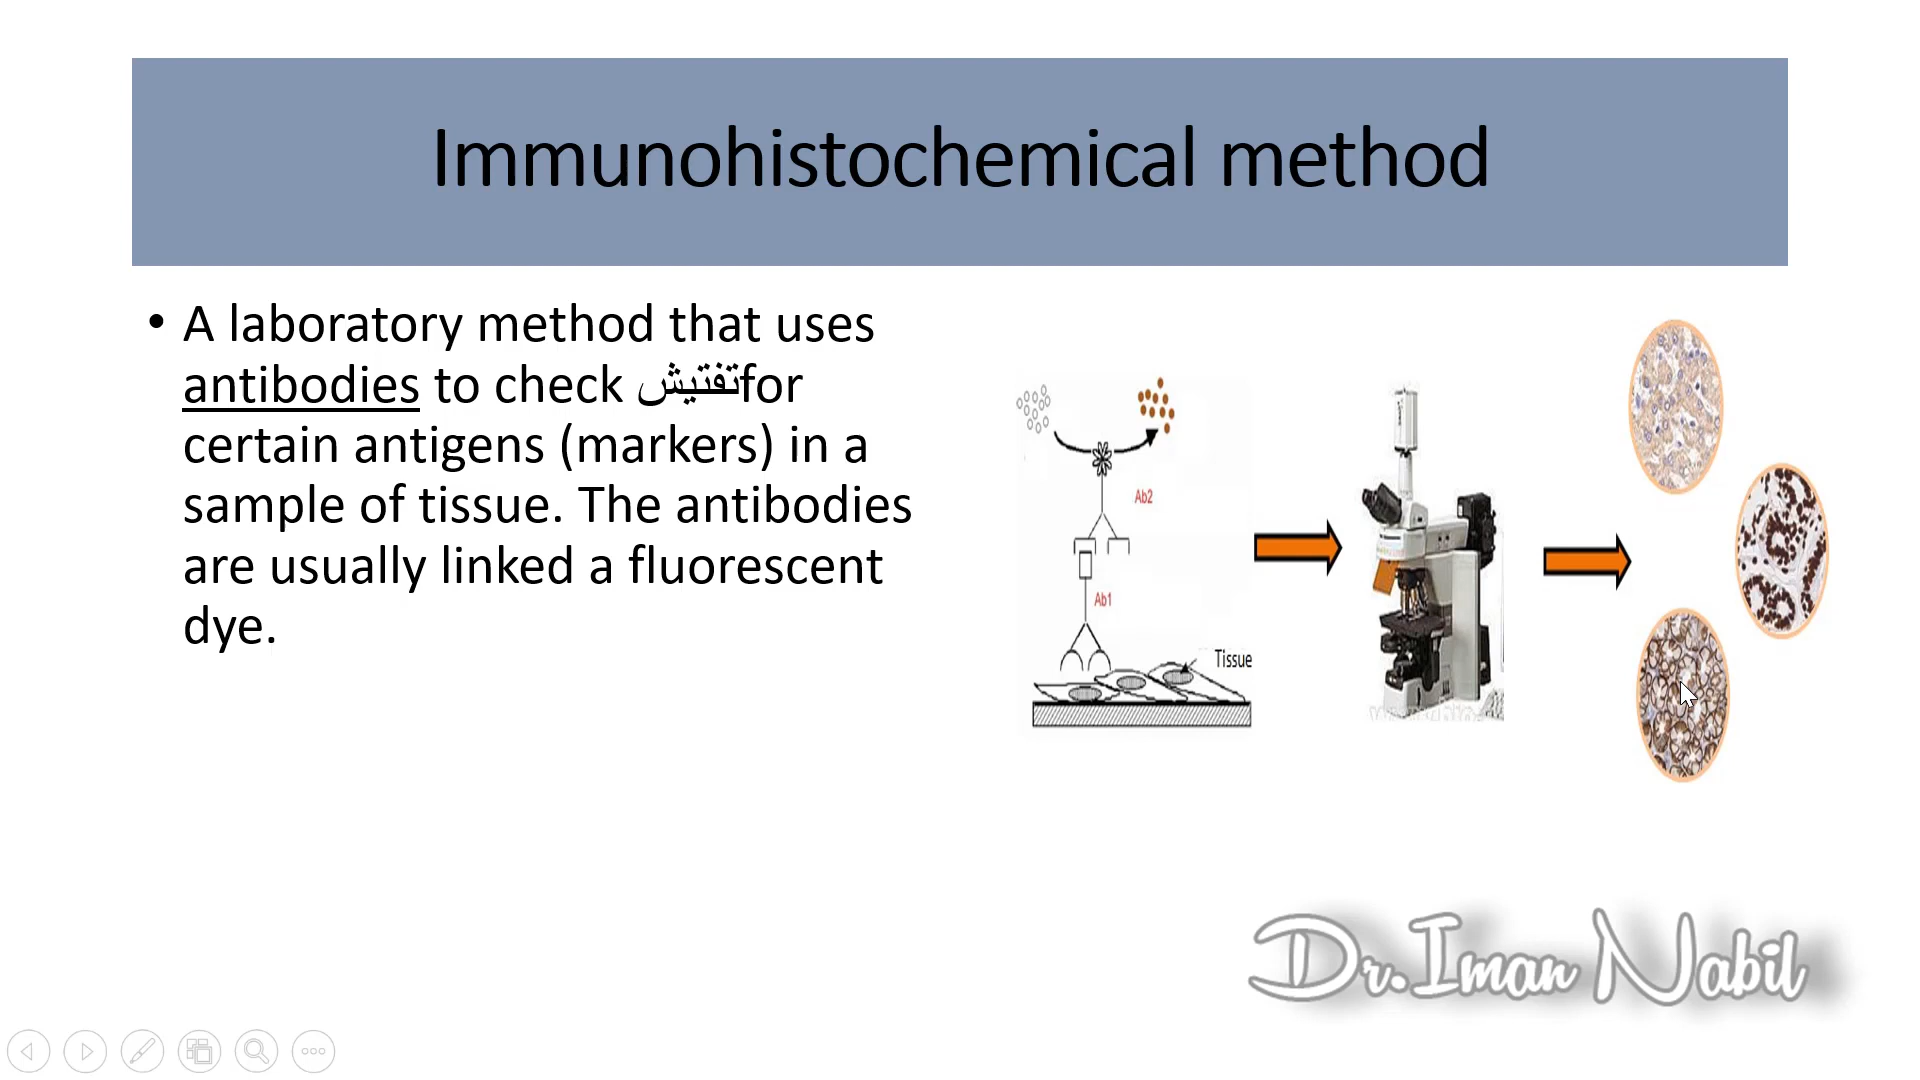 Immunohistochemical method
• A laboratory method that uses
antibodies to check تفتيشfor
certain antigens (markers) in a
sample of tissue. The antibodies
are usually linked a fluorescent
dye.
Ab2
Ab1
Tissue
Dr.Iman Nabil